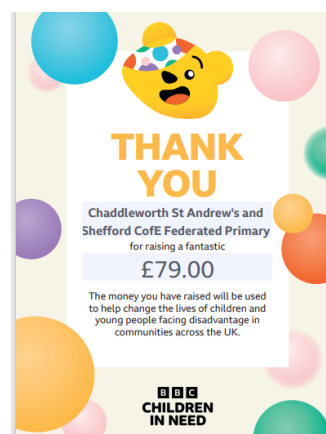 THANK
YOU
Chaddleworth St Andrew's and
Shefford CofE Federated Primary
for raising a fantastic
£79.00
The money you have raised will be used
to help change the lives of children and
young people facing disadvantage in
communities across the UK.
BBC
CHILDREN
IN NEED